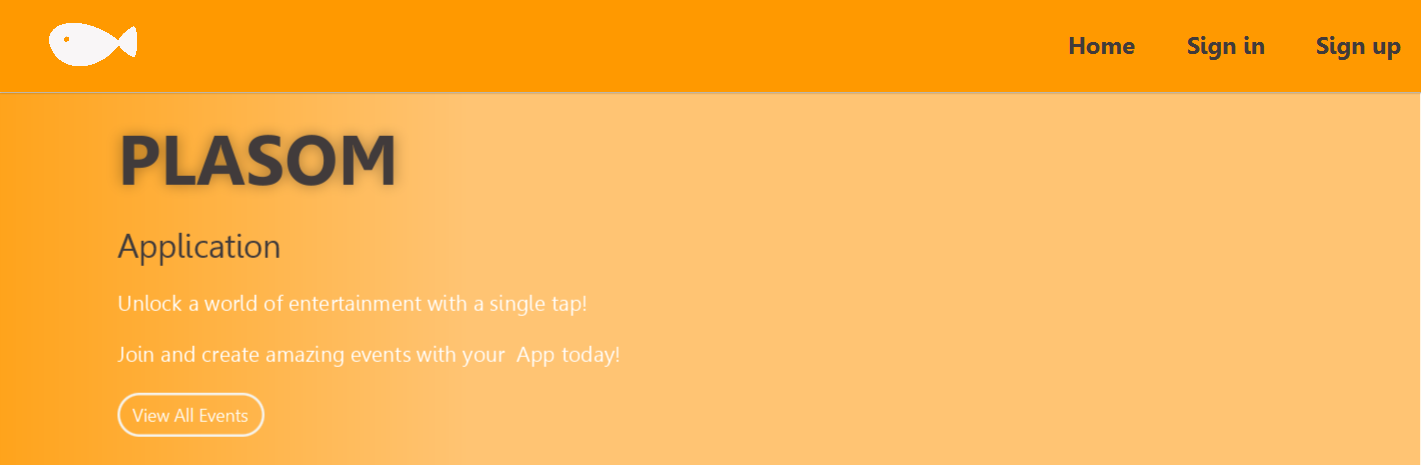 Home Sign in Sign up
PLASOM
Application
Unlock a world of entertainment with a single tap!
Join and create amazing events with your  App today!
View All Events